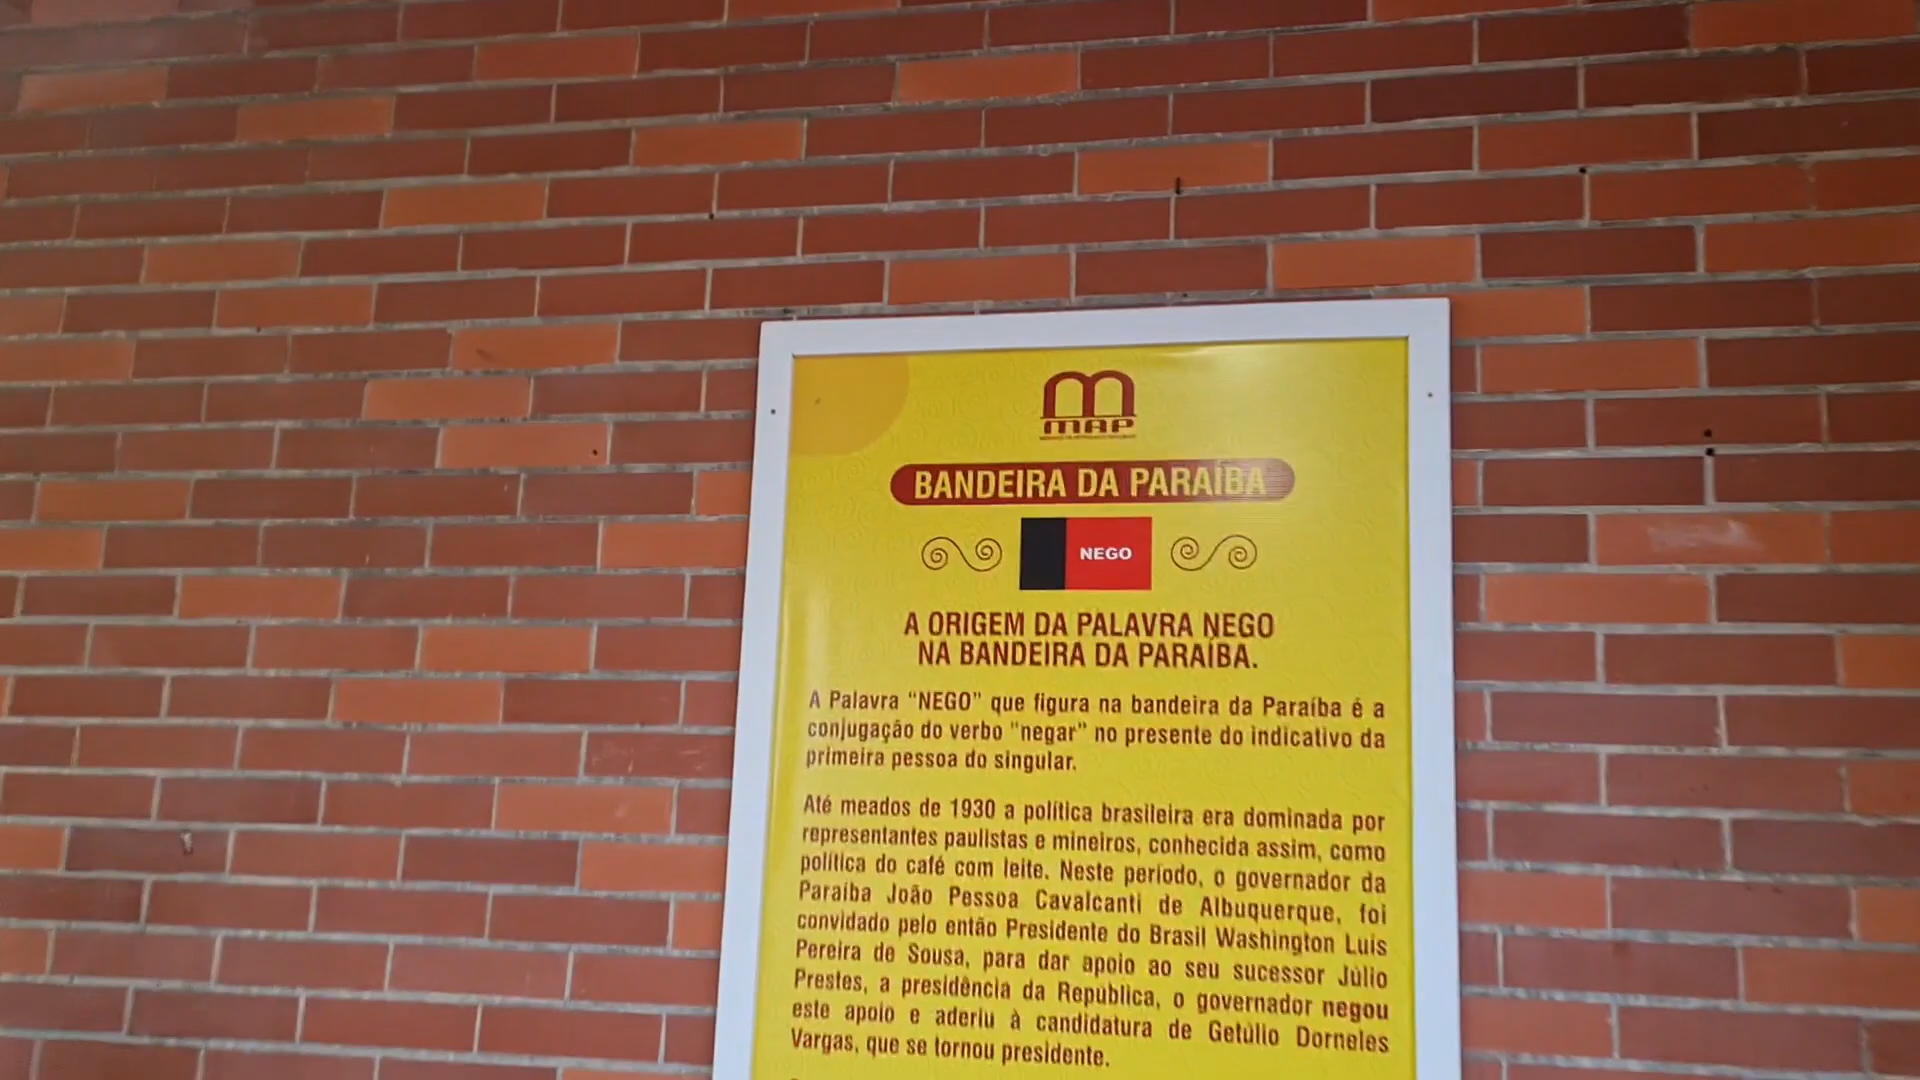 MAP
BANDEIRA DA PARAÍBA
NEGO
A ORIGEM DA PALAVRA NEGO
NA BANDEIRA DA PARAÍBA.
A Palavra “NEGO” que figura na bandeira da Paraíba é a
conjugação do verbo "negar" no presente do indicativo da
primeira pessoa do singular.
Até meados de 1930 a política brasileira era dominada por
representantes paulistas e mineiros, conhecida assim, como
política do café com leite. Neste período, o governador da
Paraíba João Pessoa Cavalcanti de Albuquerque, foi
convidado pelo então Presidente do Brasil Washington Luis
Pereira de Sousa, para dar apoio ao seu sucessor Júlio
Prestes, a presidência da República, o governador negou
este apoio e aderiu à candidatura de Getúlio Dorneles
Vargas, que se tornou presidente.